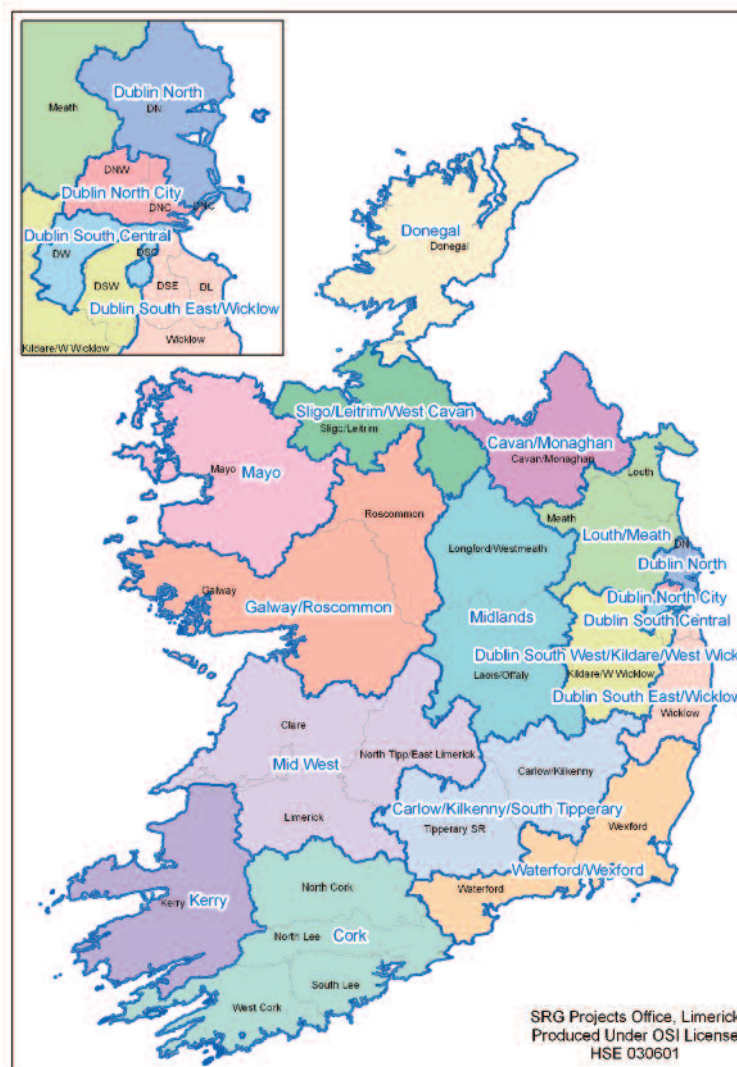 Dublin North
DN
Meath
DNW
Dublin North City
DNC
DNC
Dublin South Central
DW
DSC
DSW
DSE
DL
Dublin South East/Wicklow
Wicklow
Kildare/W Wicklow
Donegal
Donegal
Sligo/Leitrim/West Cavan
Sligo/Leitrim
Cavan/Monaghan
Cavan/Monaghan
Mayo
Mayo
Louth
Roscommon
Meath
Louth/Meath
Longford/Westmeath
DN
Dublin North
Galway
Galway/Roscommon
Midlands
Dublin North City
Dublin South Central
Dublin South West/Kildare/West Wick
Laois/Offaly
Kildare/W Wicklow
Dublin South East/Wicklow
Wicklow
Clare
North Tipp/East Limerick
Mid West
Carlow/Kilkenny
Limerick
Carlow/Kilkenny/South Tipperary
Tipperary SR
Wexford
Waterford/Wexford
Waterford
North Cork
Kerry
Kerry
North Lee
Cork
South Lee
West Cork
SRG Projects Office, Limerick
Produced Under OSI License
HSE 030601